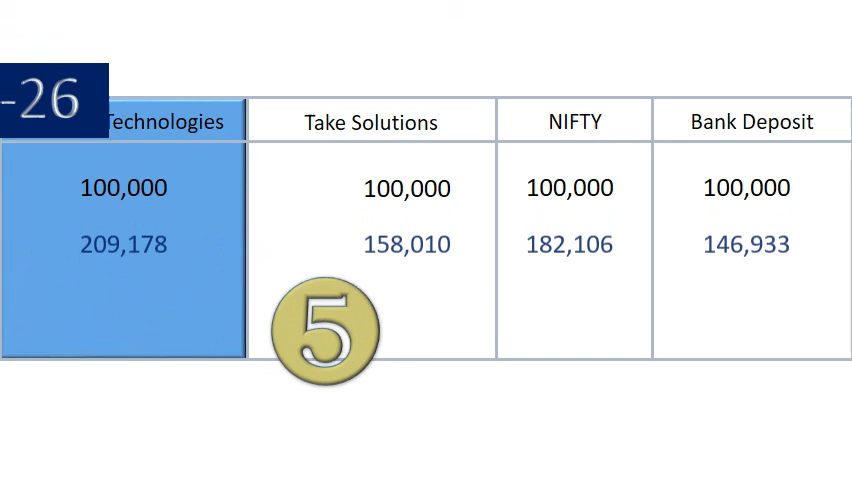 -26
Technologies Take Solutions NIFTY Bank Deposit
100,000 100,000 100,000 100,000
209,178 158,010 182,106 146,933
5